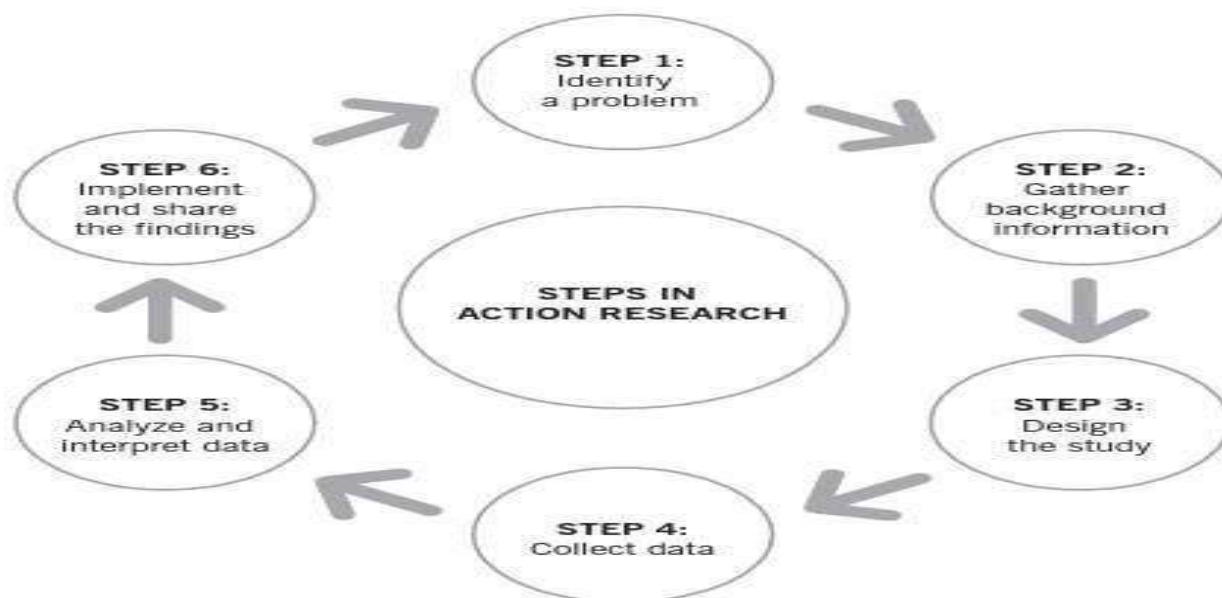 STEP 1:
Identify
a problem
STEP 2:
Gather
background
information
STEP 3:
Design
the study
STEP 4:
Collect data
STEP 5:
Analyze and
interpret data
STEP 6:
Implement
and share
the findings
STEPS IN
ACTION RESEARCH